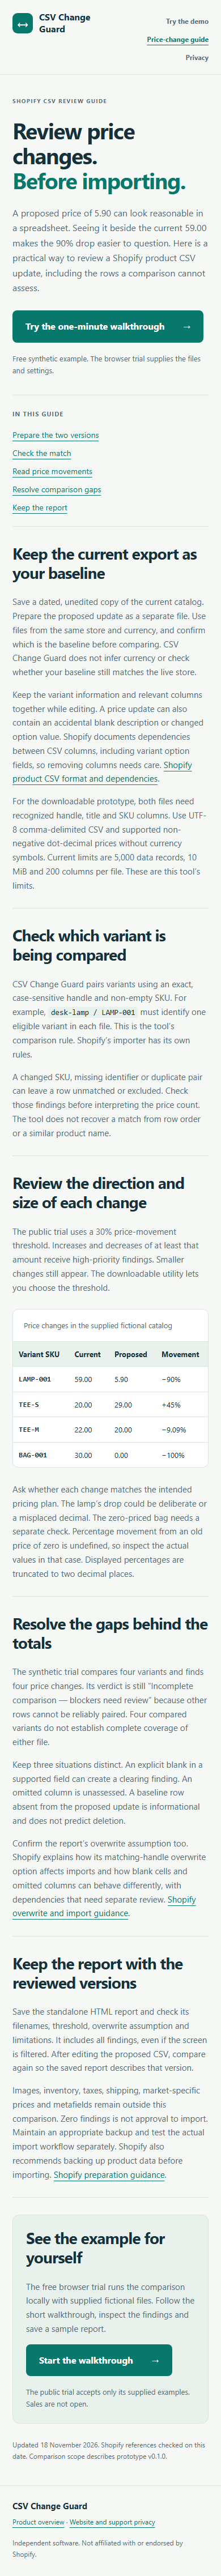 CSV Change
Guard
Try the demo
Price-change guide
Privacy
SHOPIFY CSV REVIEW GUIDE
Review price
changes.
Before importing.
A proposed price of 5.90 can look reasonable in
a spreadsheet. Seeing it beside the current 59.00
makes the 90% drop easier to question. Here is a
practical way to review a Shopify product CSV
update, including the rows a comparison cannot
assess.
Try the one-minute walkthrough →
Free synthetic example. The browser trial supplies the files
and settings.
IN THIS GUIDE
Prepare the two versions
Check the match
Read price movements
Resolve comparison gaps
Keep the report
Keep the current export as
your baseline
Save a dated, unedited copy of the current catalog.
Prepare the proposed update as a separate file. Use
files from the same store and currency, and confirm
which is the baseline before comparing. CSV
Change Guard does not infer currency or check
whether your baseline still matches the live store.
Keep the variant information and relevant columns
together while editing. A price update can also
contain an accidental blank description or changed
option value. Shopify documents dependencies
between CSV columns, including variant option
fields, so removing columns needs care. Shopify
product CSV format and dependencies.
For the downloadable prototype, both files need
recognized handle, title and SKU columns. Use UTF-
8 comma-delimited CSV and supported non-
negative dot-decimal prices without currency
symbols. Current limits are 5,000 data records, 10
MiB and 200 columns per file. These are this tool's
limits.
Check which variant is
being compared
CSV Change Guard pairs variants using an exact,
case-sensitive handle and non-empty SKU. For
example, desk-lamp / LAMP-001 must identify one
eligible variant in each file. This is the tool's
comparison rule. Shopify's importer has its own
rules.
A changed SKU, missing identifier or duplicate pair
can leave a row unmatched or excluded. Check
those findings before interpreting the price count.
The tool does not recover a match from row order
or a similar product name.
Review the direction and
size of each change
The public trial uses a 30% price-movement
threshold. Increases and decreases of at least that
amount receive high-priority findings. Smaller
changes still appear. The downloadable utility lets
you choose the threshold.
Price changes in the supplied fictional catalog
Variant SKU Current Proposed Movement
LAMP-001 59.00 5.90 −90%
TEE-S 20.00 29.00 +45%
TEE-M 22.00 20.00 −9.09%
BAG-001 30.00 0.00 −100%
Ask whether each change matches the intended
pricing plan. The lamp's drop could be deliberate or
a misplaced decimal. The zero-priced bag needs a
separate check. Percentage movement from an old
price of zero is undefined, so inspect the actual
values in that case. Displayed percentages are
truncated to two decimal places.
Resolve the gaps behind the
totals
The synthetic trial compares four variants and finds
four price changes. Its verdict is still "Incomplete
comparison — blockers need review" because other
rows cannot be reliably paired. Four compared
variants do not establish complete coverage of
either file.
Keep three situations distinct. An explicit blank in a
supported field can create a clearing finding. An
omitted column is unassessed. A baseline row
absent from the proposed update is informational
and does not predict deletion.
Confirm the report's overwrite assumption too.
Shopify explains how its matching-handle overwrite
option affects imports and how blank cells and
omitted columns can behave differently, with
dependencies that need separate review. Shopify
overwrite and import guidance.
Keep the report with the
reviewed versions
Save the standalone HTML report and check its
filenames, threshold, overwrite assumption and
limitations. It includes all findings, even if the screen
is filtered. After editing the proposed CSV, compare
again so the saved report describes that version.
Images, inventory, taxes, shipping, market-specific
prices and metafields remain outside this
comparison. Zero findings is not approval to import.
Maintain an appropriate backup and test the actual
import workflow separately. Shopify also
recommends backing up product data before
importing. Shopify preparation guidance.
See the example for
yourself
The free browser trial runs the comparison
locally with supplied fictional files. Follow the
short walkthrough, inspect the findings and
save a sample report.
Start the walkthrough →
The public trial accepts only its supplied examples.
Sales are not open.
Updated 18 November 2026. Shopify references checked on this
date. Comparison scope describes prototype v0.1.0.
CSV Change Guard
Product overview · Website and support privacy
Independent software. Not affiliated with or endorsed by
Shopify.